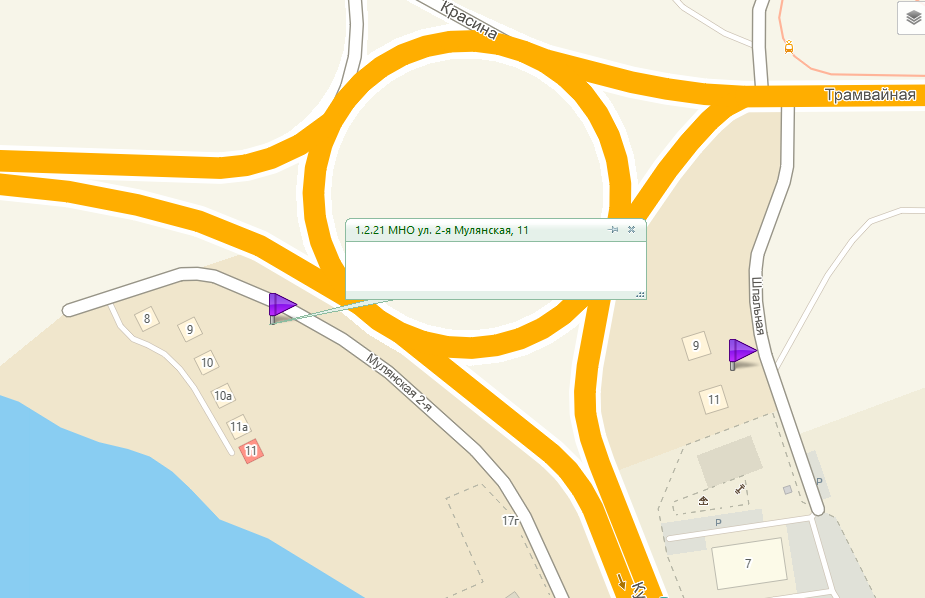 Красина
Трамвайная
1.2.21 МНО ул. 2-я Мулянская, 11
Шпальная
8
9
10
10а
11а
11
Мулянская 2-я
9
11
17г
P
P
7